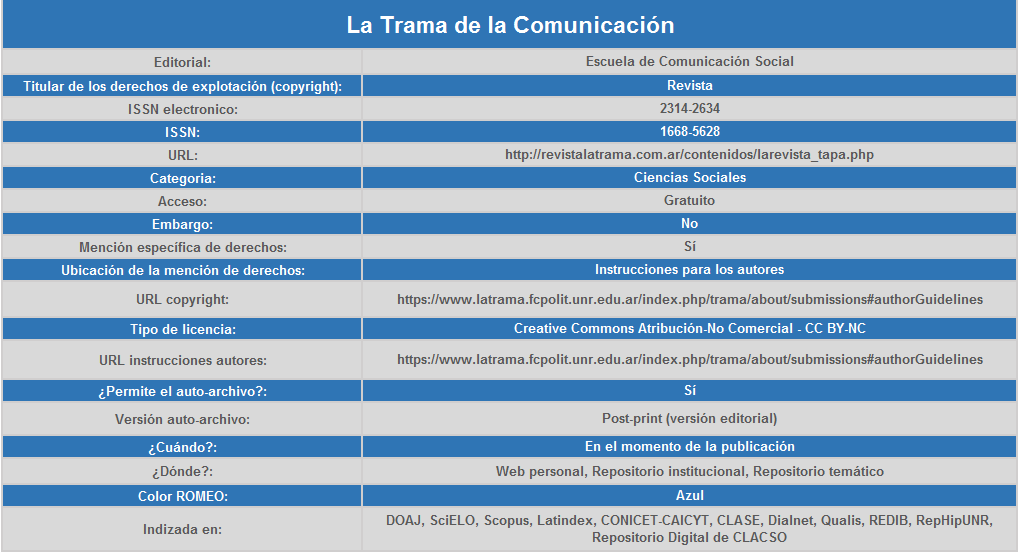 La Trama de la Comunicación
Editorial: Escuela de Comunicación Social
Titular de los derechos de explotación (copyright): Revista
ISSN electronico: 2314-2634
ISSN: 1668-5628
URL: http://revistalatrama.com.ar/contenidos/larevista_tapa.php
Categoria: Ciencias Sociales
Acceso: Gratuito
Embargo: No
Mención específica de derechos: Sí
Ubicación de la mención de derechos: Instrucciones para los autores
URL copyright: https://www.latrama.fcpolit.unr.edu.ar/index.php/trama/about/submissions#authorGuidelines
Tipo de licencia: Creative Commons Atribución-No Comercial - CC BY-NC
URL instrucciones autores: https://www.latrama.fcpolit.unr.edu.ar/index.php/trama/about/submissions#authorGuidelines
¿Permite el auto-archivo?: Sí
Versión auto-archivo: Post-print (versión editorial)
¿Cuándo?: En el momento de la publicación
¿Dónde?: Web personal, Repositorio institucional, Repositorio temático
Color ROMEO: Azul
Indizada en: DOAJ, SciELO, Scopus, Latindex, CONICET-CAICYT, CLASE, Dialnet, Qualis, REDIB, RepHipUNR,
Repositorio Digital de CLACSO